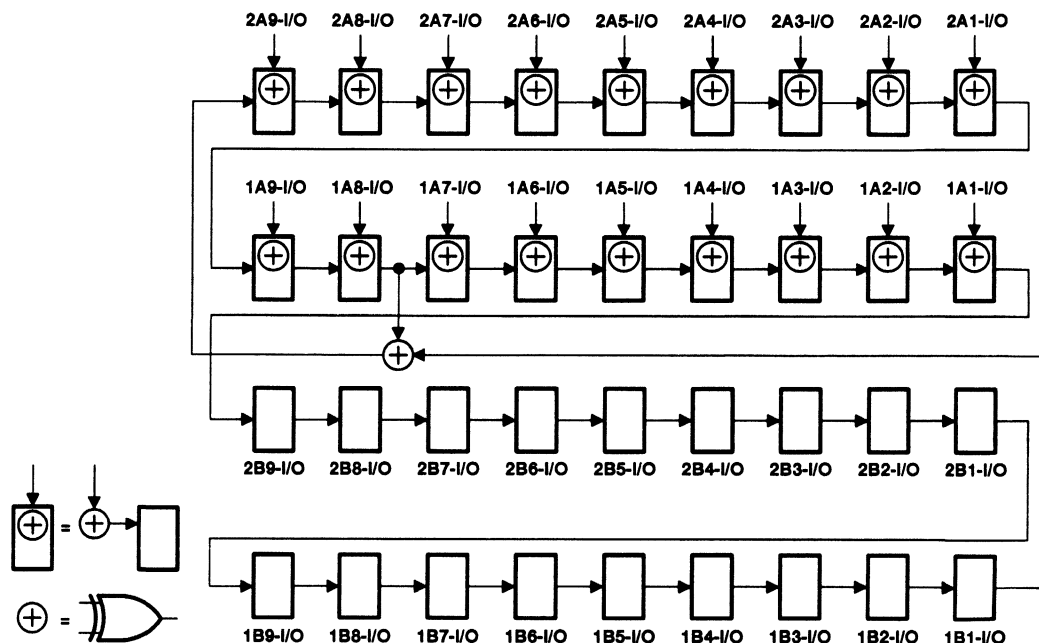 2A9-I/O 2A8-I/O 2A7-I/O 2A6-I/O 2A5-I/O 2A4-I/O 2A3-I/O 2A2-I/O 2A1-I/O
1A9-I/O 1A8-I/O 1A7-I/O 1A6-I/O 1A5-I/O 1A4-I/O 1A3-I/O 1A2-I/O 1A1-I/O
2B9-I/O 2B8-I/O 2B7-I/O 2B6-I/O 2B5-I/O 2B4-I/O 2B3-I/O 2B2-I/O 2B1-I/O
=
=
1B9-I/O 1B8-I/O 1B7-I/O 1B6-I/O 1B5-I/O 1B4-I/O 1B3-I/O 1B2-I/O 1B1-I/O